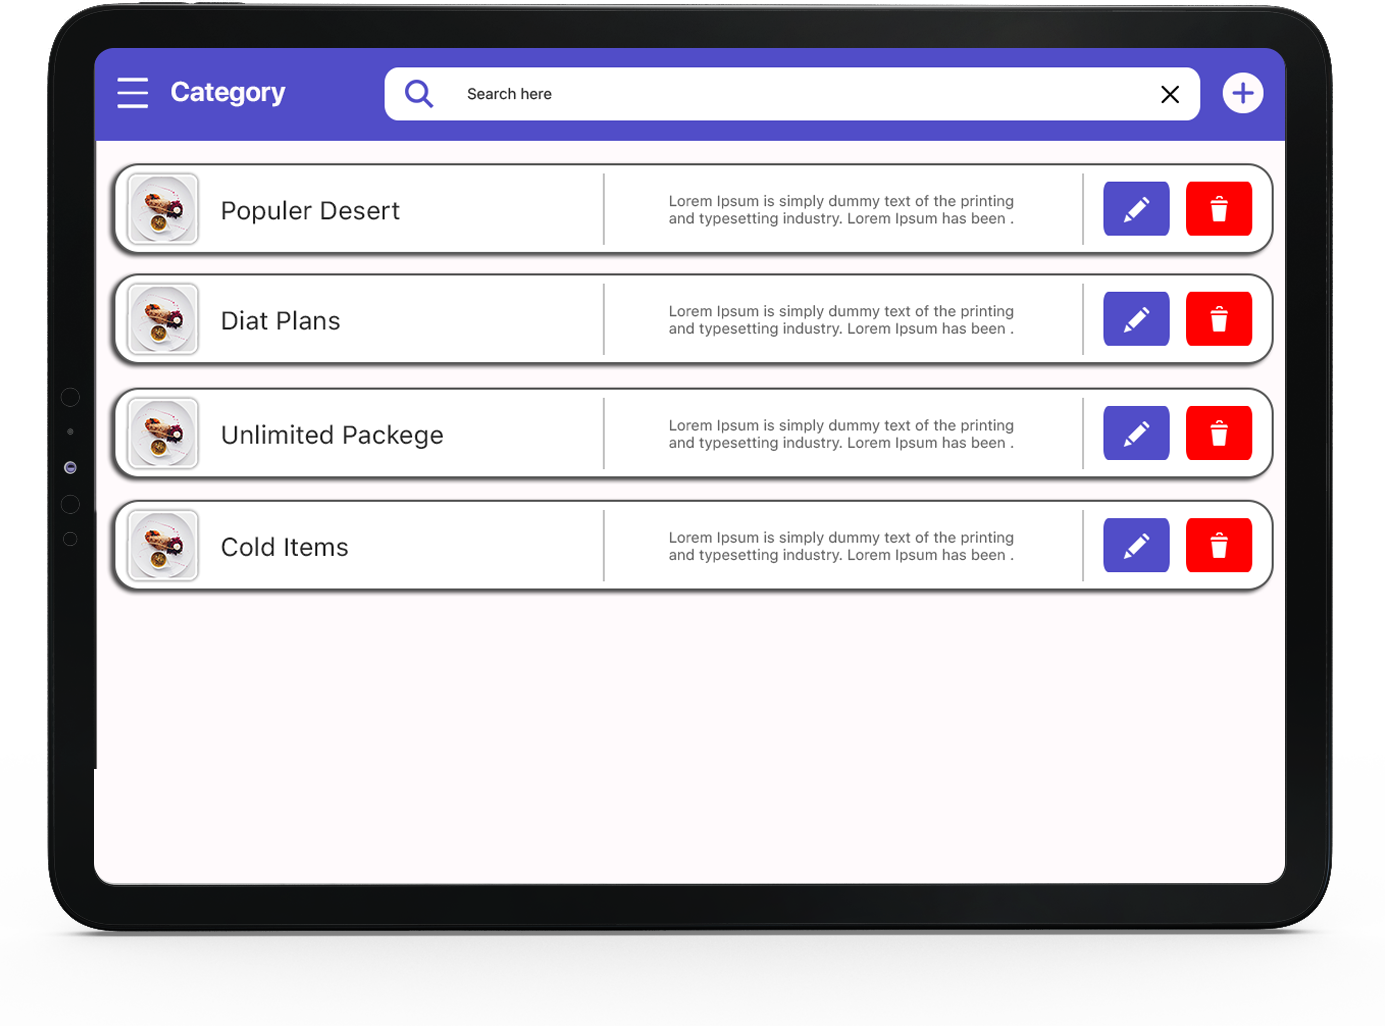 Category
Search here
Populer Desert
Lorem Ipsum is simply dummy text of the printing
and typesetting industry. Lorem Ipsum has been .
Diat Plans
Lorem Ipsum is simply dummy text of the printing
and typesetting industry. Lorem Ipsum has been .
Unlimited Packege
Lorem Ipsum is simply dummy text of the printing
and typesetting industry. Lorem Ipsum has been .
Cold Items
Lorem Ipsum is simply dummy text of the printing
and typesetting industry. Lorem Ipsum has been .